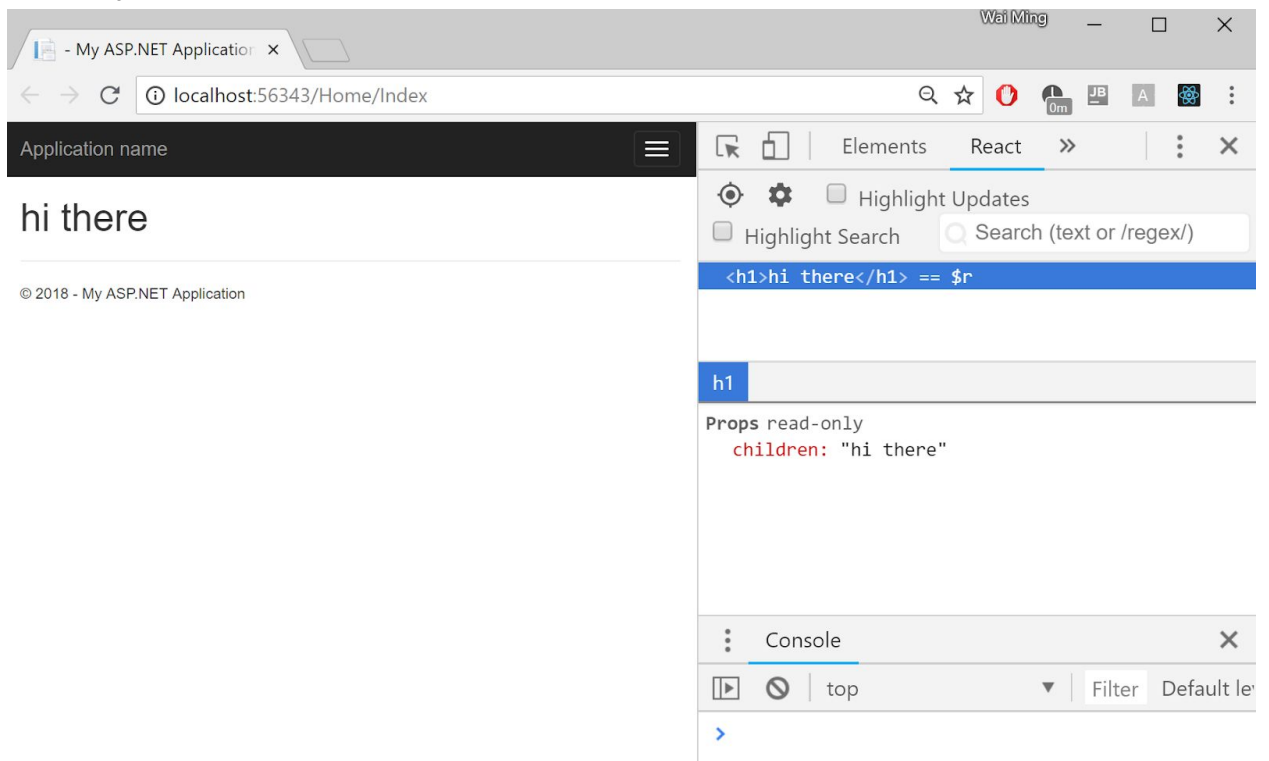 Wai Ming
- My ASP.NET Application
localhost:56343/Home/Index
0m
JB
A
Application name
hi there
© 2018 - My ASP.NET Application
Elements React »
Highlight Updates
Highlight Search Search (text or /regex/)
<h1>hi there</h1> == $r
h1
Props read-only
children: "hi there"
Console
top Filter Default le